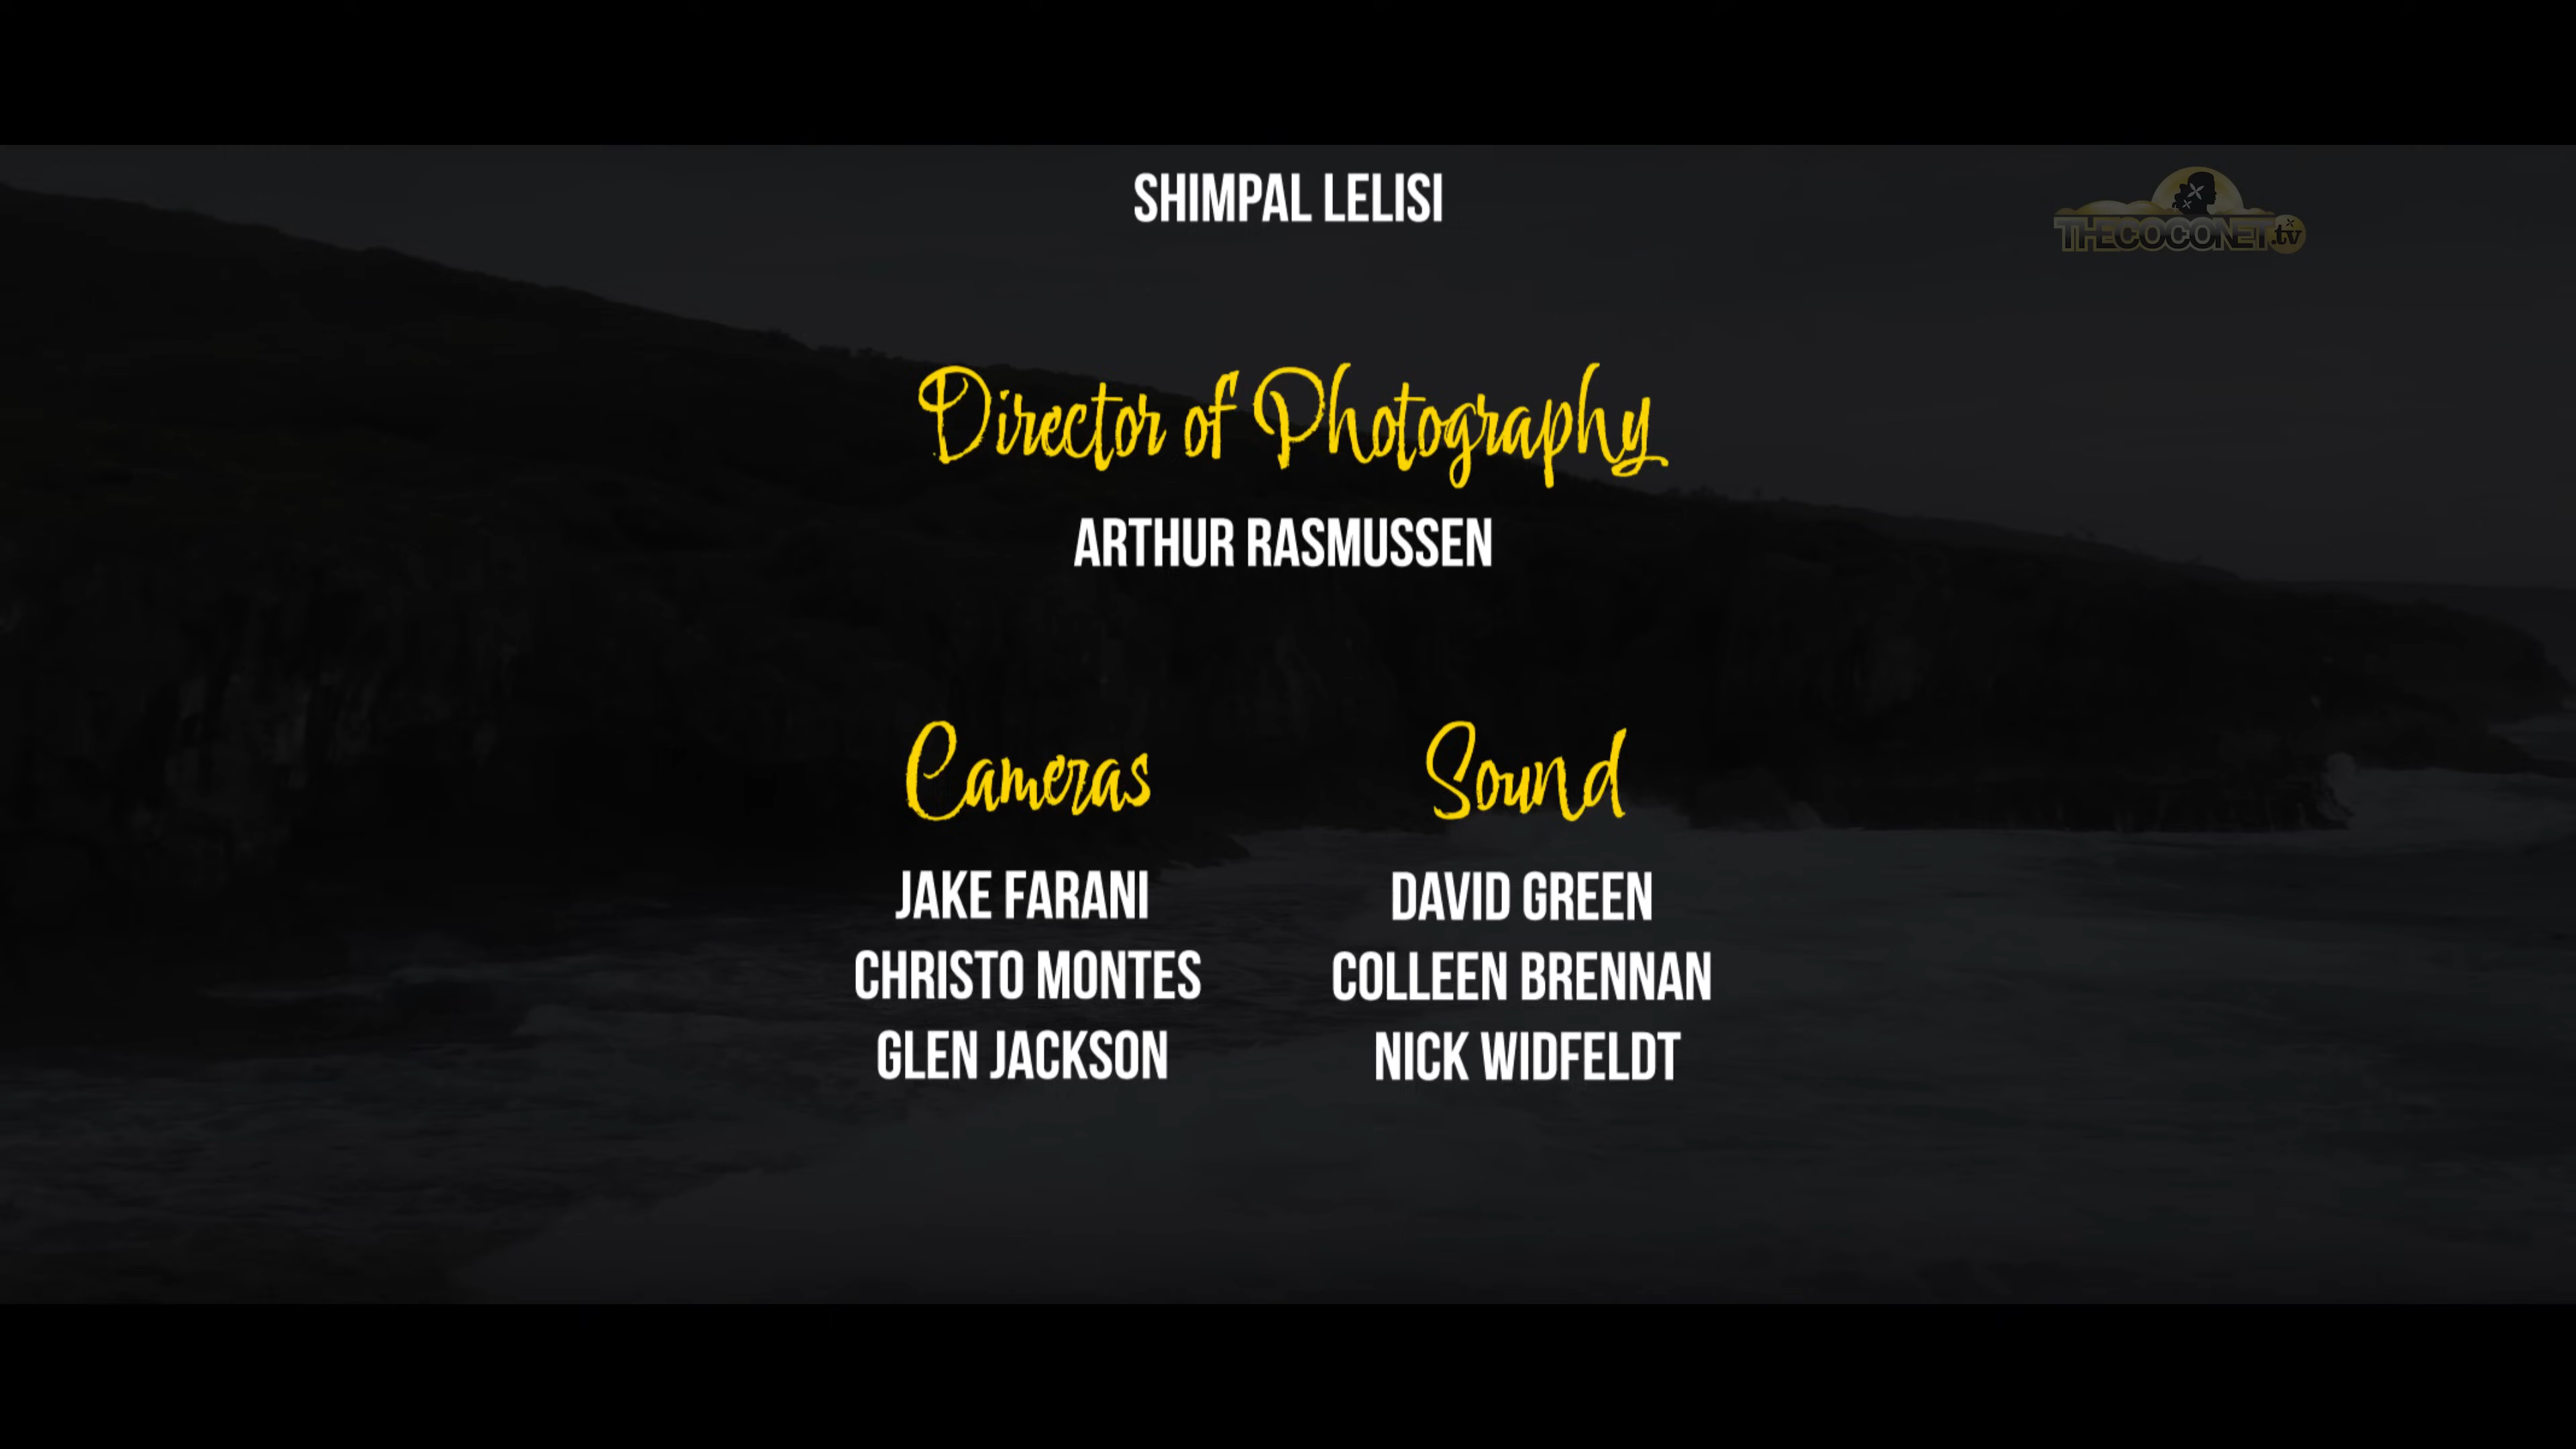 SHIMPAL LELISI
THECOCONET.tv
Director of Photography
ARTHUR RASMUSSEN
Cameras
JAKE FARANI
CHRISTO MONTES
GLEN JACKSON
Sound
DAVID GREEN
COLLEEN BRENNAN
NICK WIDFELDT